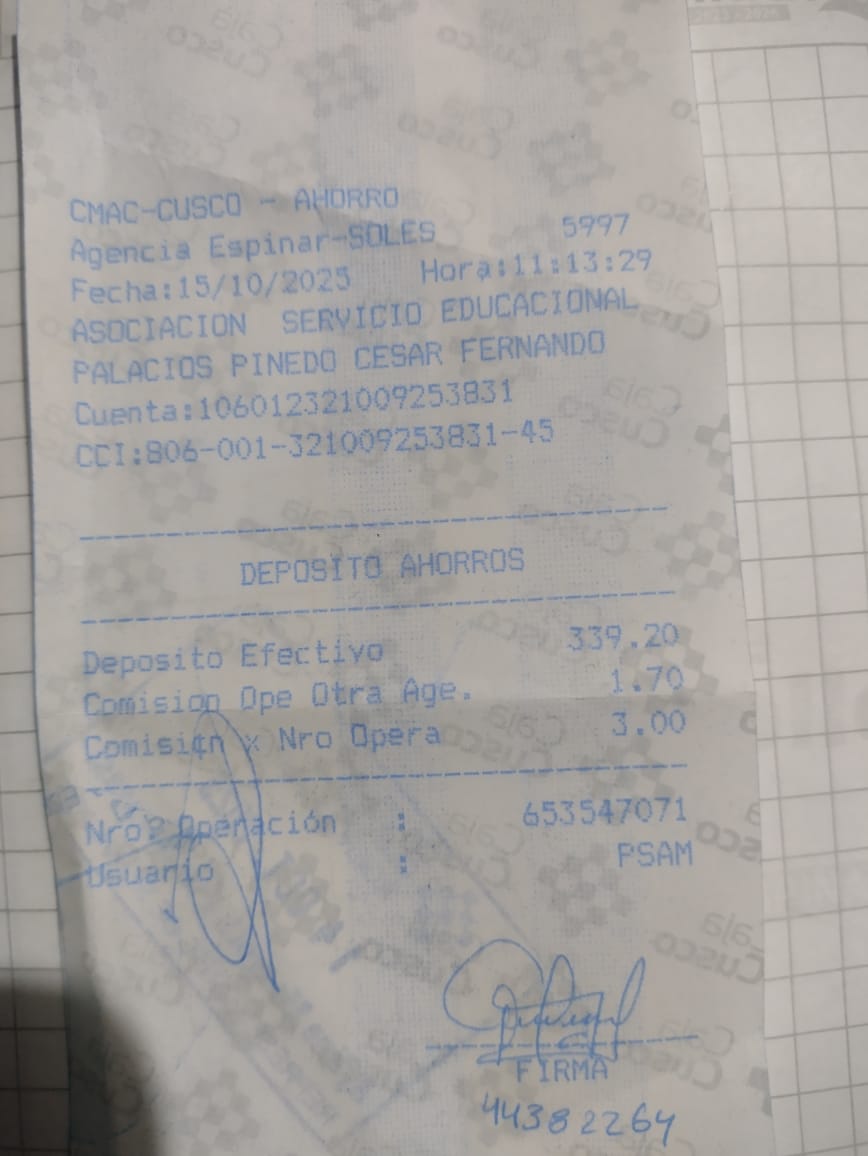 CMAC-CUSCO - AHORRO
Agencia Espinar-SOLES 5997
Fecha:15/10/2025 Hora:11:13:29
ASOCIACION SERVICIO EDUCACIONAL
PALACIOS PINEDO CESAR FERNANDO
Cuenta:106012321009253831
CCI:806-001-321009253831-45
DEPOSITO AHORROS
Deposito Efectivo 339.20
Comision Ope Otra Age. 1.70
Comision x Nro Opera 3.00
Nro? Operación : 653547071
Usuario : PSAM
FIRMA
44382264